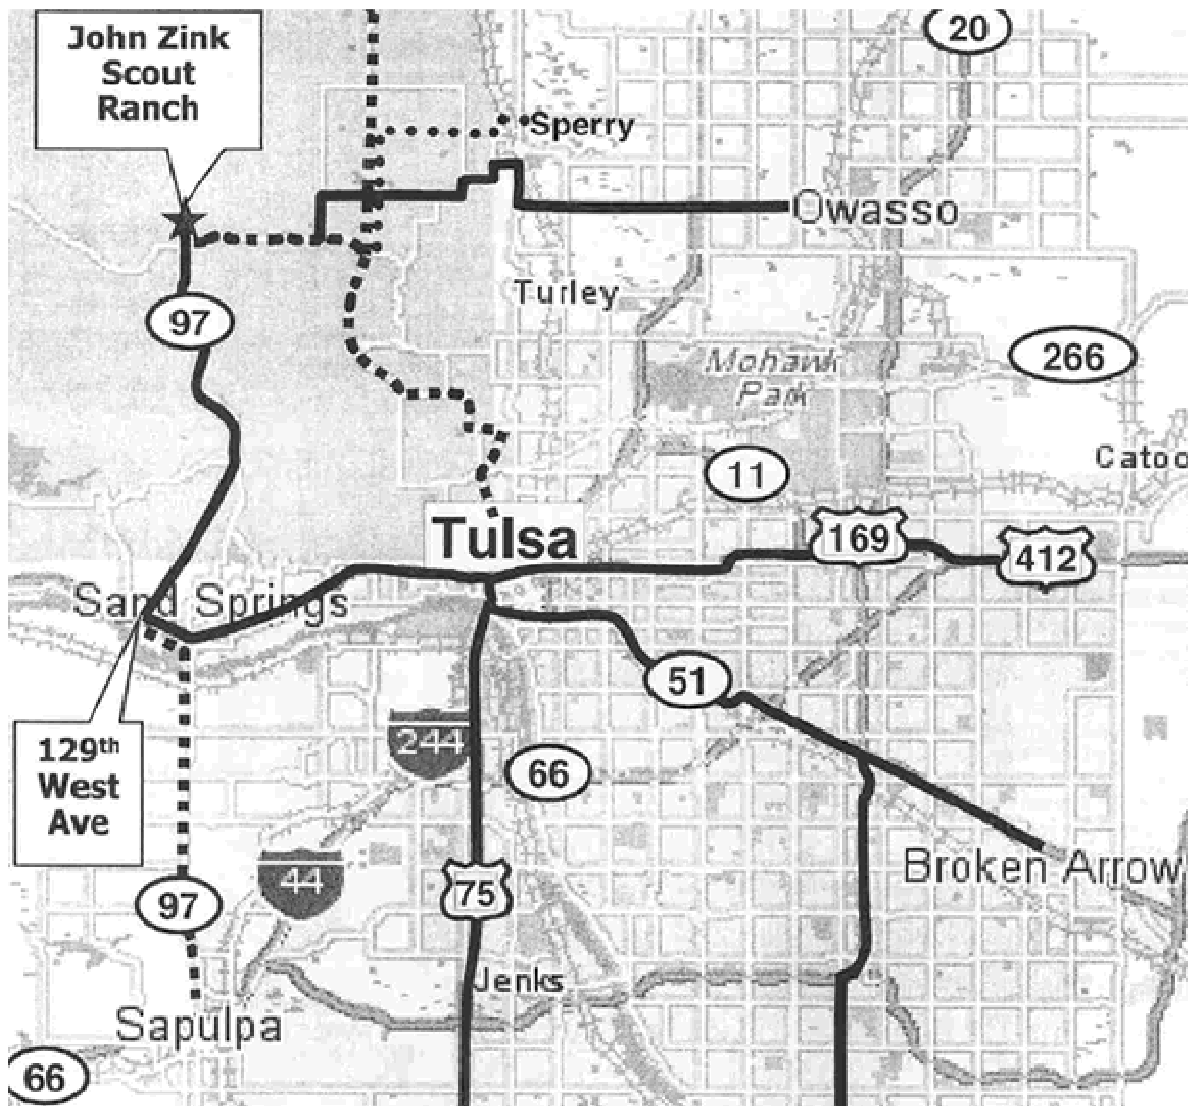 John Zink
Scout
Ranch
20
Sperry
Owasso
Turley
97
266
Mohawk
Park
11
Catoo
Tulsa
169
412
Sand Springs
51
129th
West
Ave
244
66
44
75
97
Broken Arrow
Jenks
Sapulpa
66